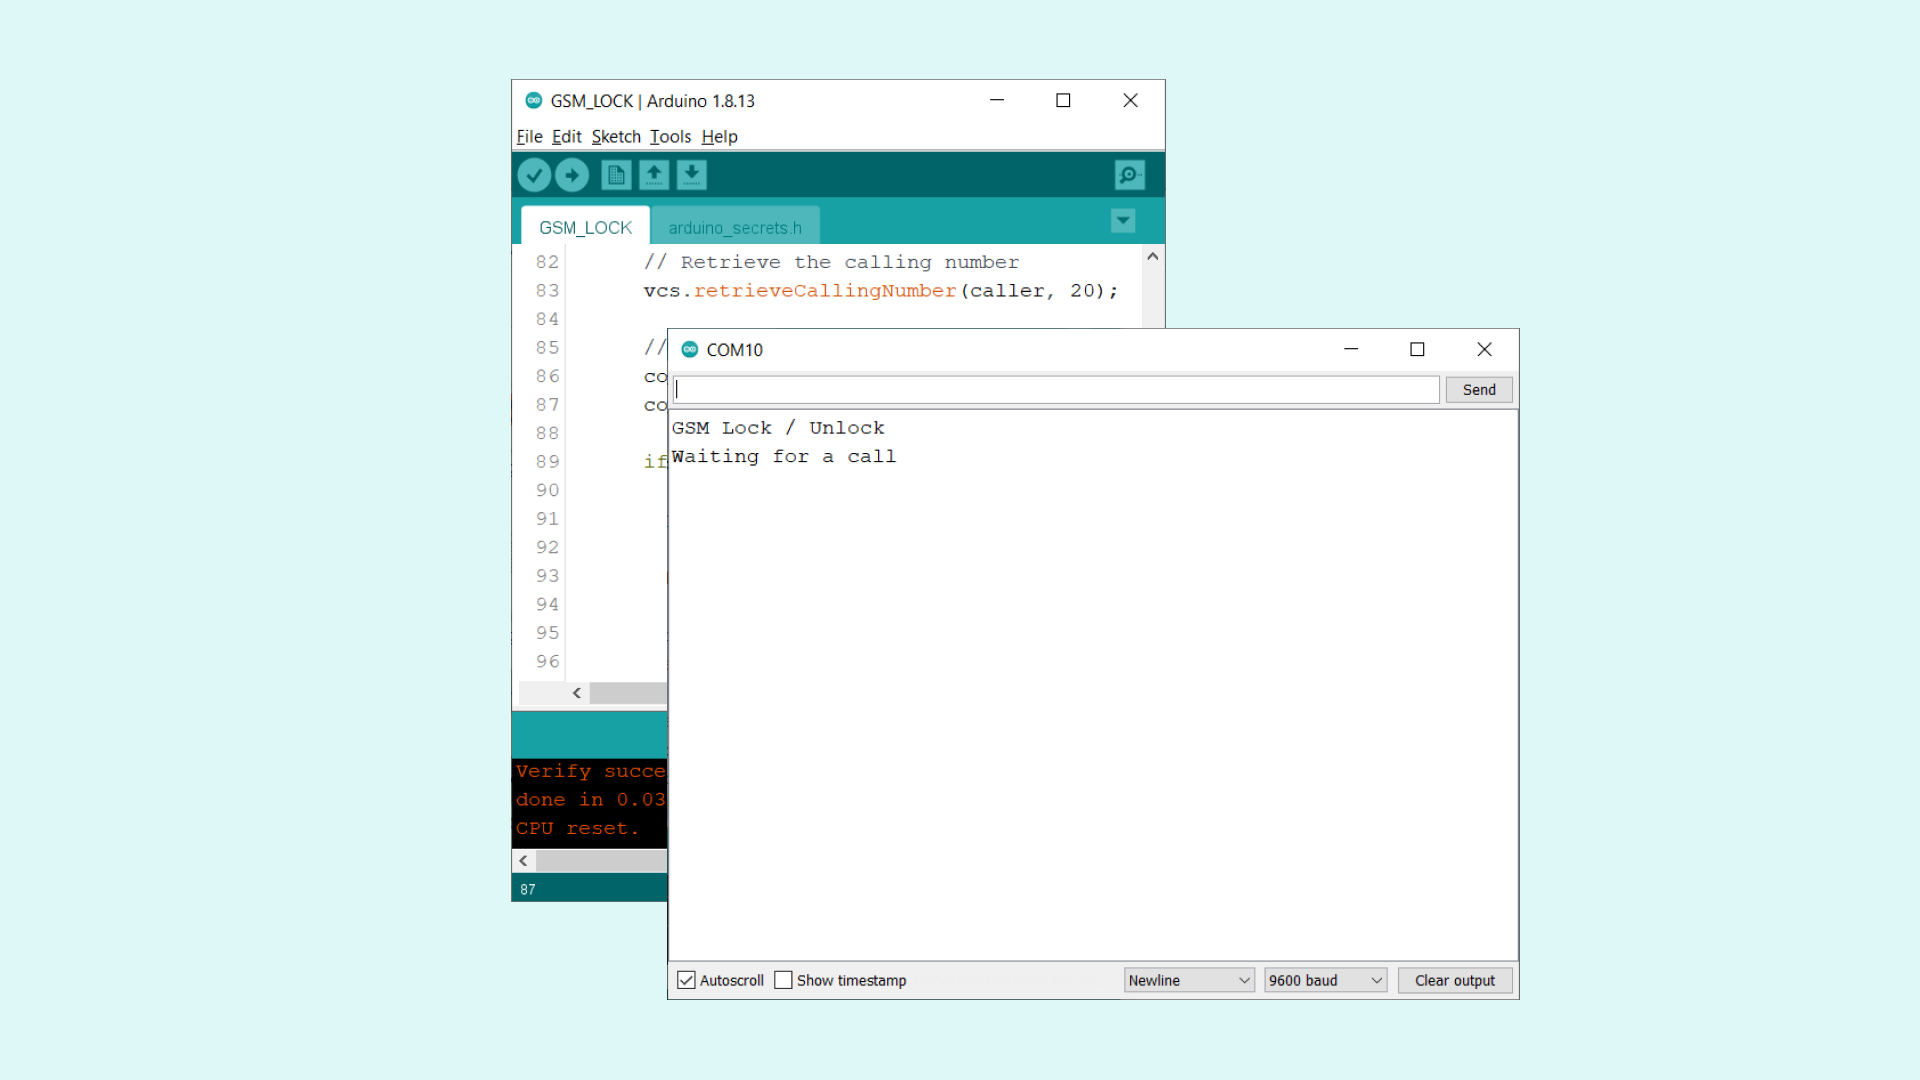 GSM_LOCK | Arduino 1.8.13
File Edit Sketch Tools Help
GSM_LOCK arduino_secrets.h
82 // Retrieve the calling number
83 vcs.retrieveCallingNumber(caller, 20);
84
85 //
86 co
87 co
88
89 if
90
91
92
93
94
95
96
Verify succe
done in 0.03
CPU reset.
87
COM10
Send
GSM Lock / Unlock
Waiting for a call
Autoscroll Show timestamp Newline 9600 baud Clear output